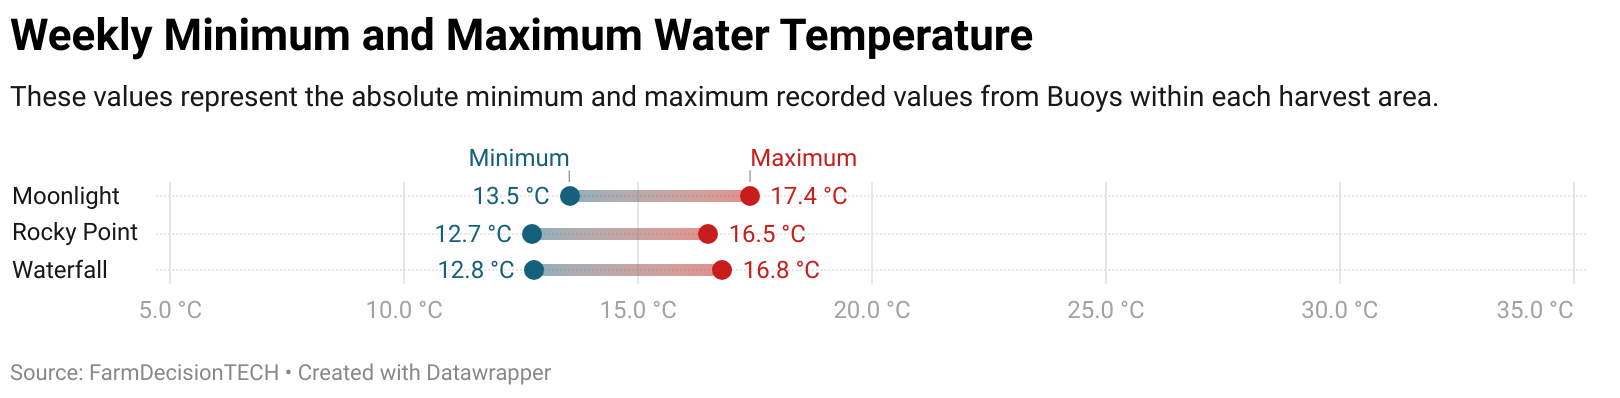 Weekly Minimum and Maximum Water Temperature
These values represent the absolute minimum and maximum recorded values from Buoys within each harvest area.
Minimum Maximum
Moonlight 13.5 °C 17.4 °C
Rocky Point 12.7 °C 16.5 °C
Waterfall 12.8 °C 16.8 °C
5.0 °C 10.0 °C 15.0 °C 20.0 °C 25.0 °C 30.0 °C 35.0 °C
Source: FarmDecisionTECH • Created with Datawrapper